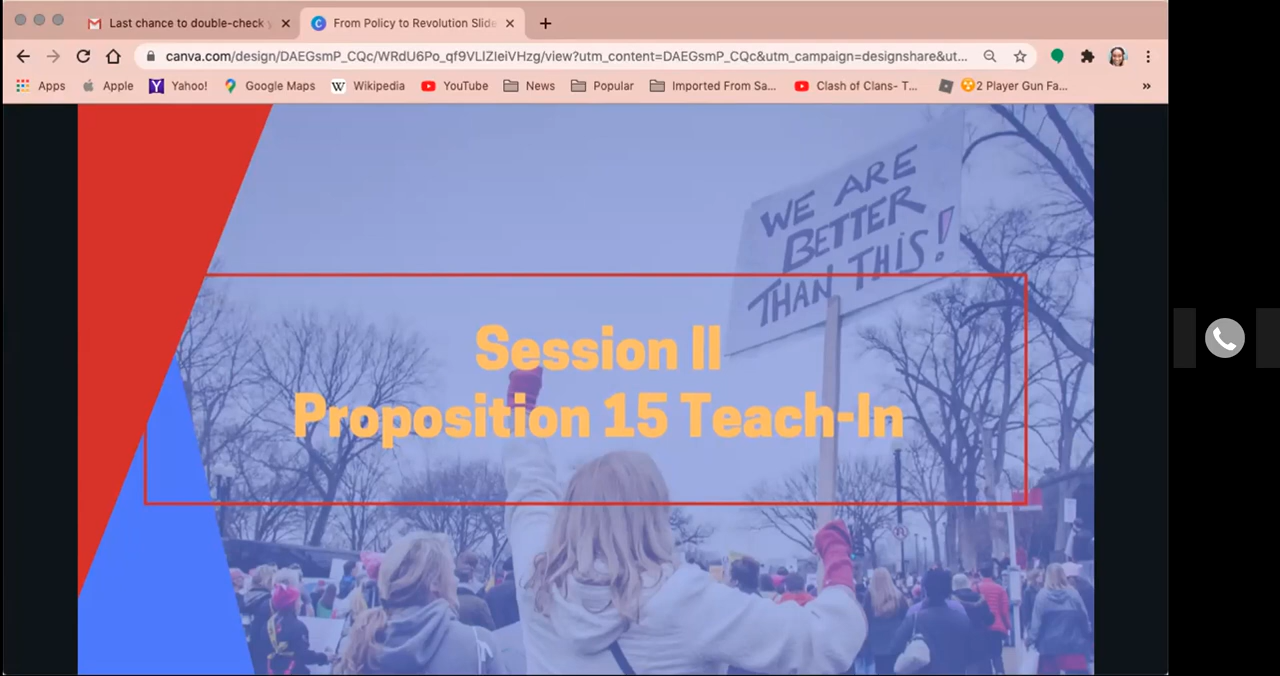 Last chance to double-check
From Policy to Revolution Slide
canva.com/design/DAEGsmP_CQc/WRdU6Po_qf9VLIZIeiVHzg/view?utm_content=DAEGsmP_CQc&utm_campaign=designshare&ut...
Apps Apple Yahoo! Google Maps Wikipedia YouTube News Popular Imported From Sa... Clash of Clans- T... 2 Player Gun Fa... »
WE ARE
BETTER
THAN THIS!
Session II
Proposition 15 Teach-In